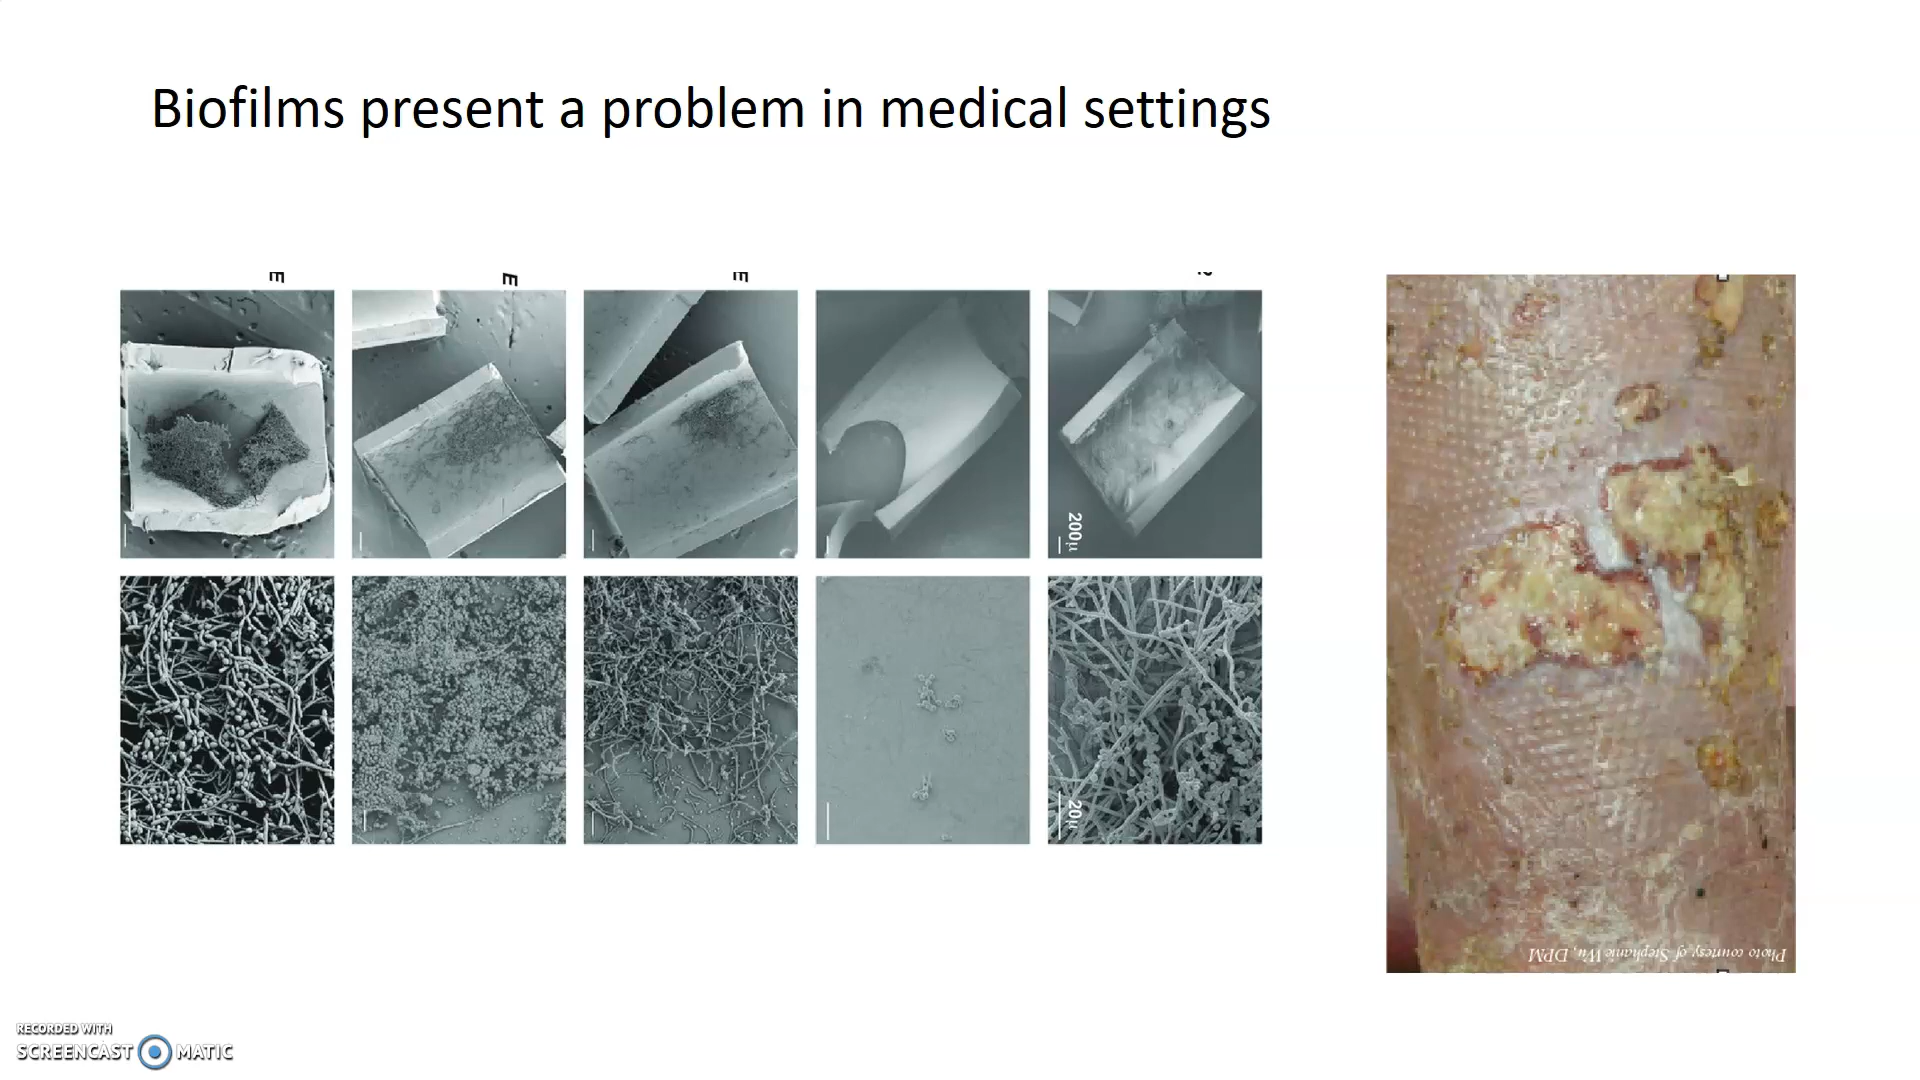 Biofilms present a problem in medical settings
E
E
E
200µ
20µ
Photo courtesy of Stephanie Wu, DPM
RECORDED WITH
SCREENCAST MATIC